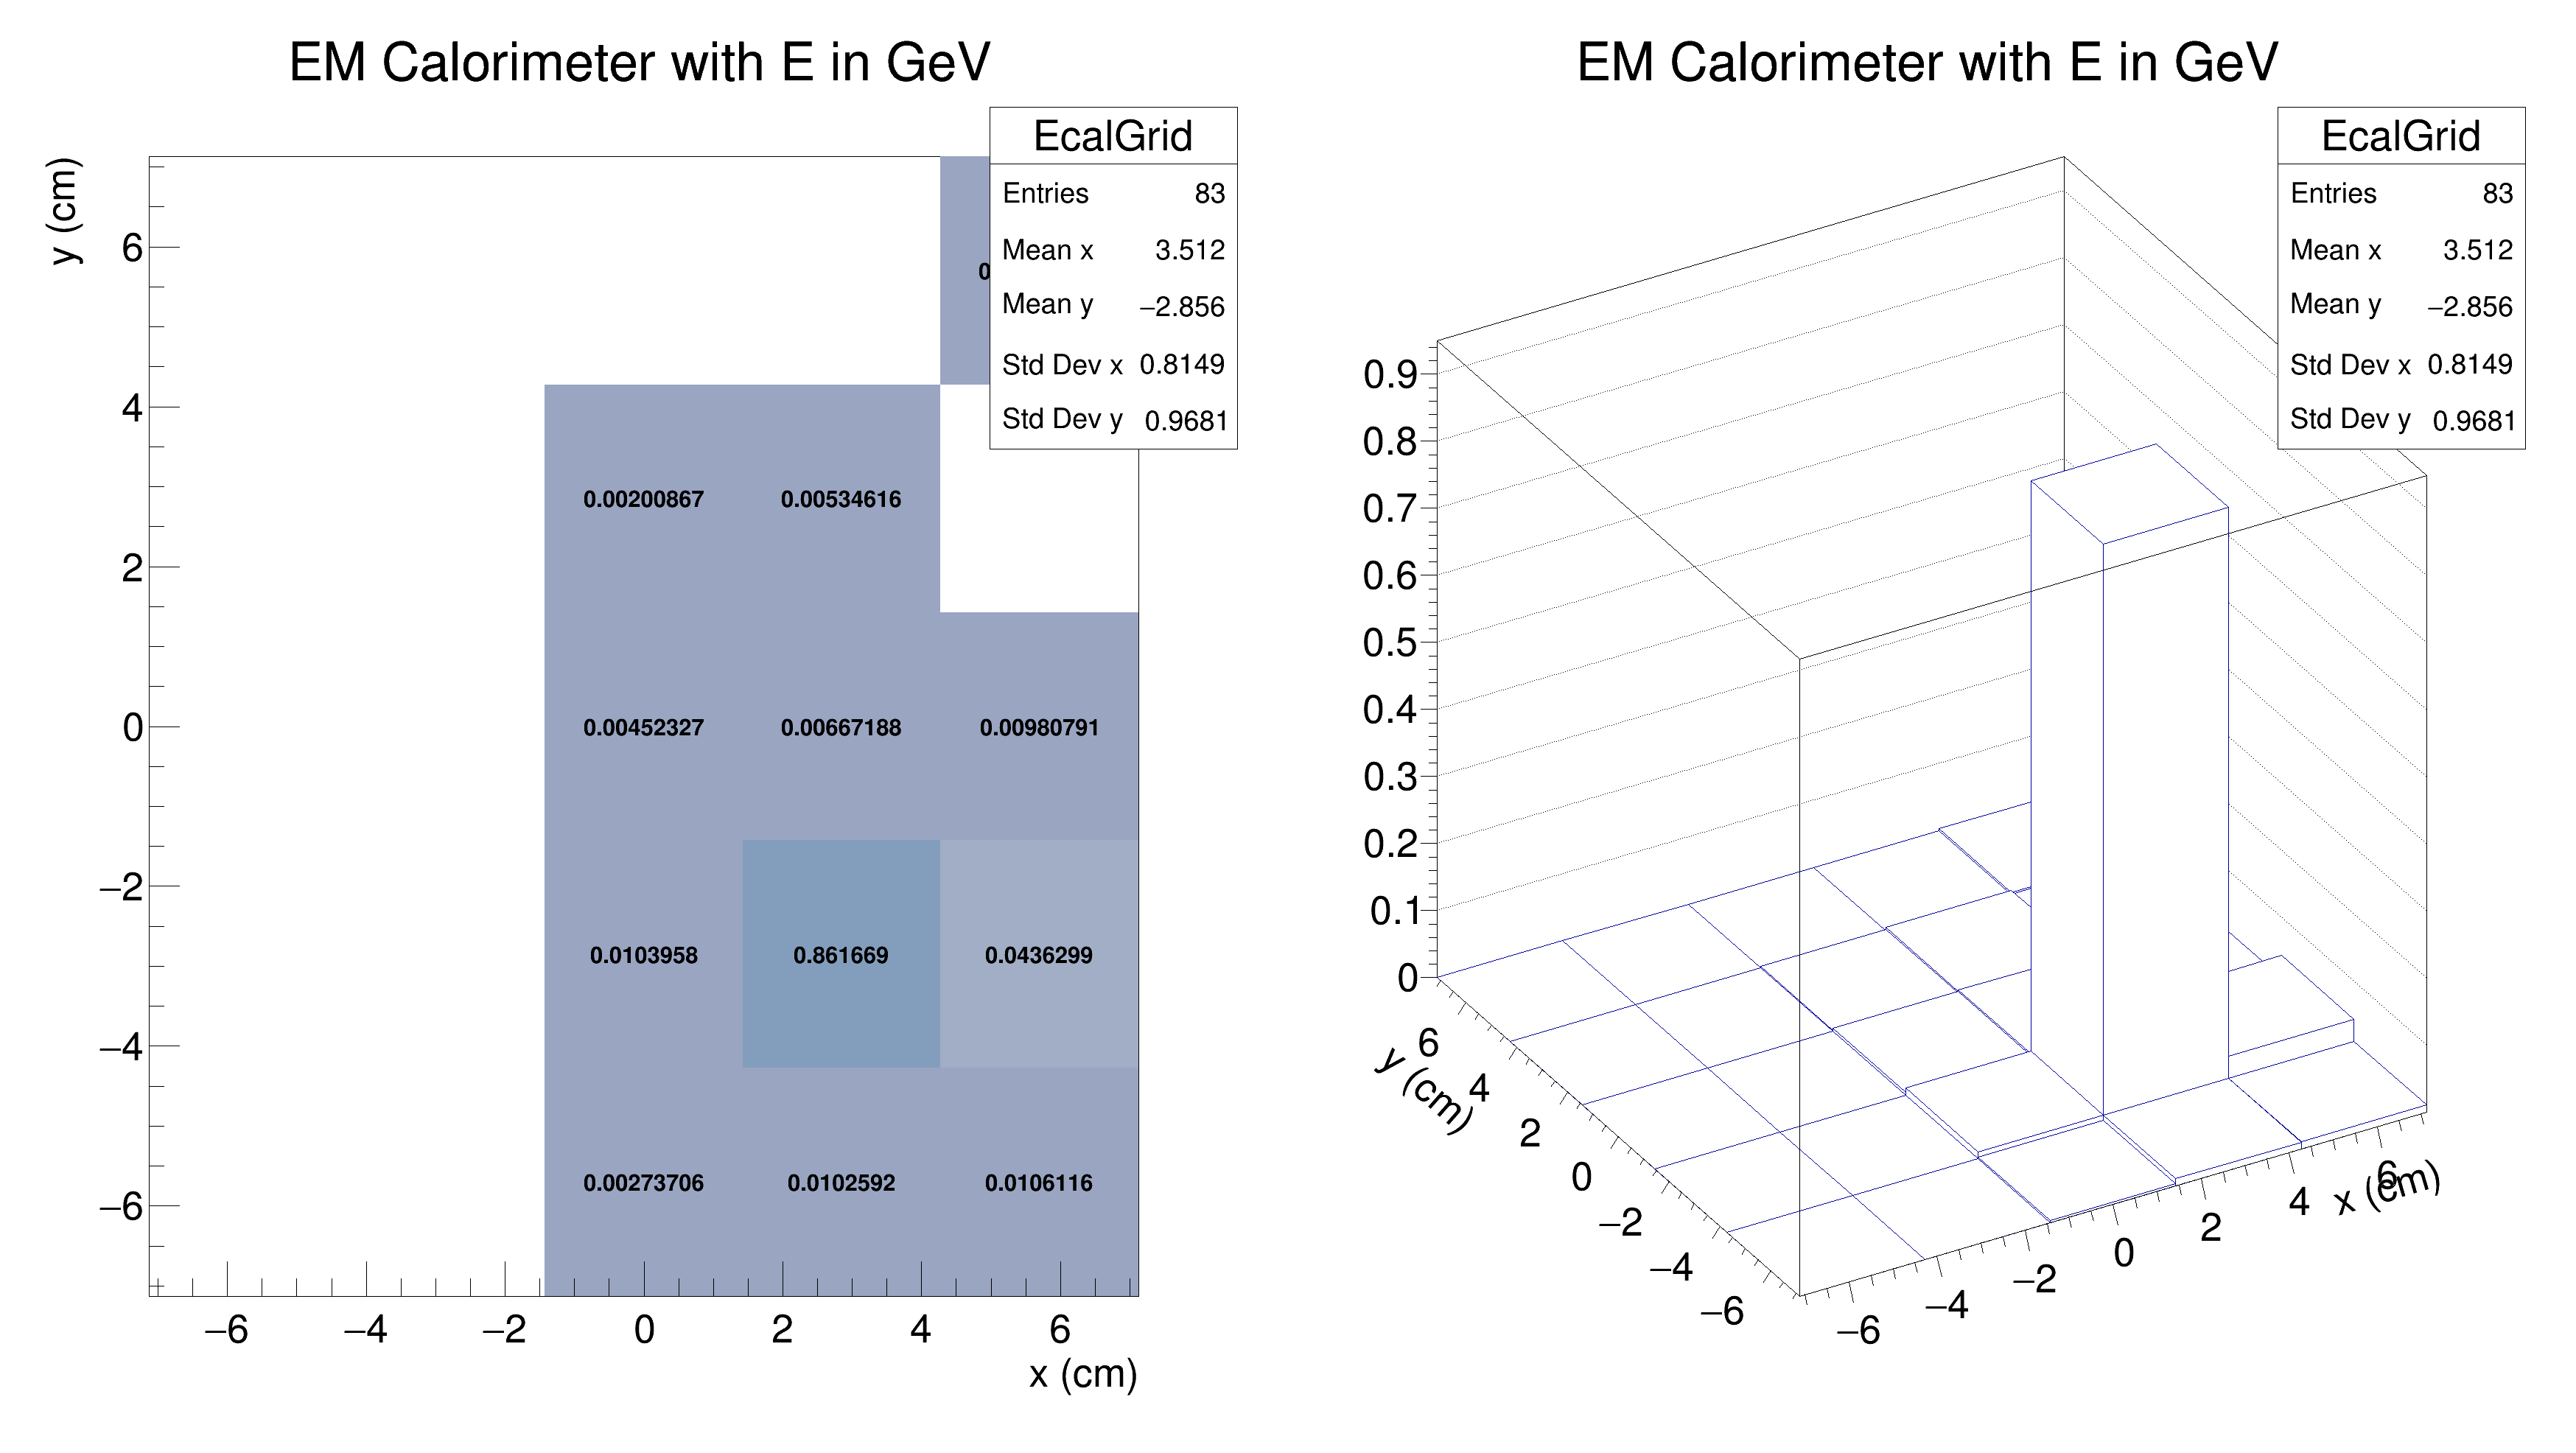 EM Calorimeter with E in GeV
EcalGrid
Entries 83
Mean x 3.512
Mean y −2.856
Std Dev x 0.8149
Std Dev y 0.9681
y (cm)
6
4
2
0
−2
−4
−6
0.00200867 0.00534616
0.00452327 0.00667188 0.00980791
0.0103958 0.861669 0.0436299
0.00273706 0.0102592 0.0106116
−6 −4 −2 0 2 4 6
x (cm)
EM Calorimeter with E in GeV
EcalGrid
Entries 83
Mean x 3.512
Mean y −2.856
Std Dev x 0.8149
Std Dev y 0.9681
0.9
0.8
0.7
0.6
0.5
0.4
0.3
0.2
0.1
0
6
4
2
0
−2
−4
−6
y (cm)
−6 −4 −2 0 2 4 6
x (cm)